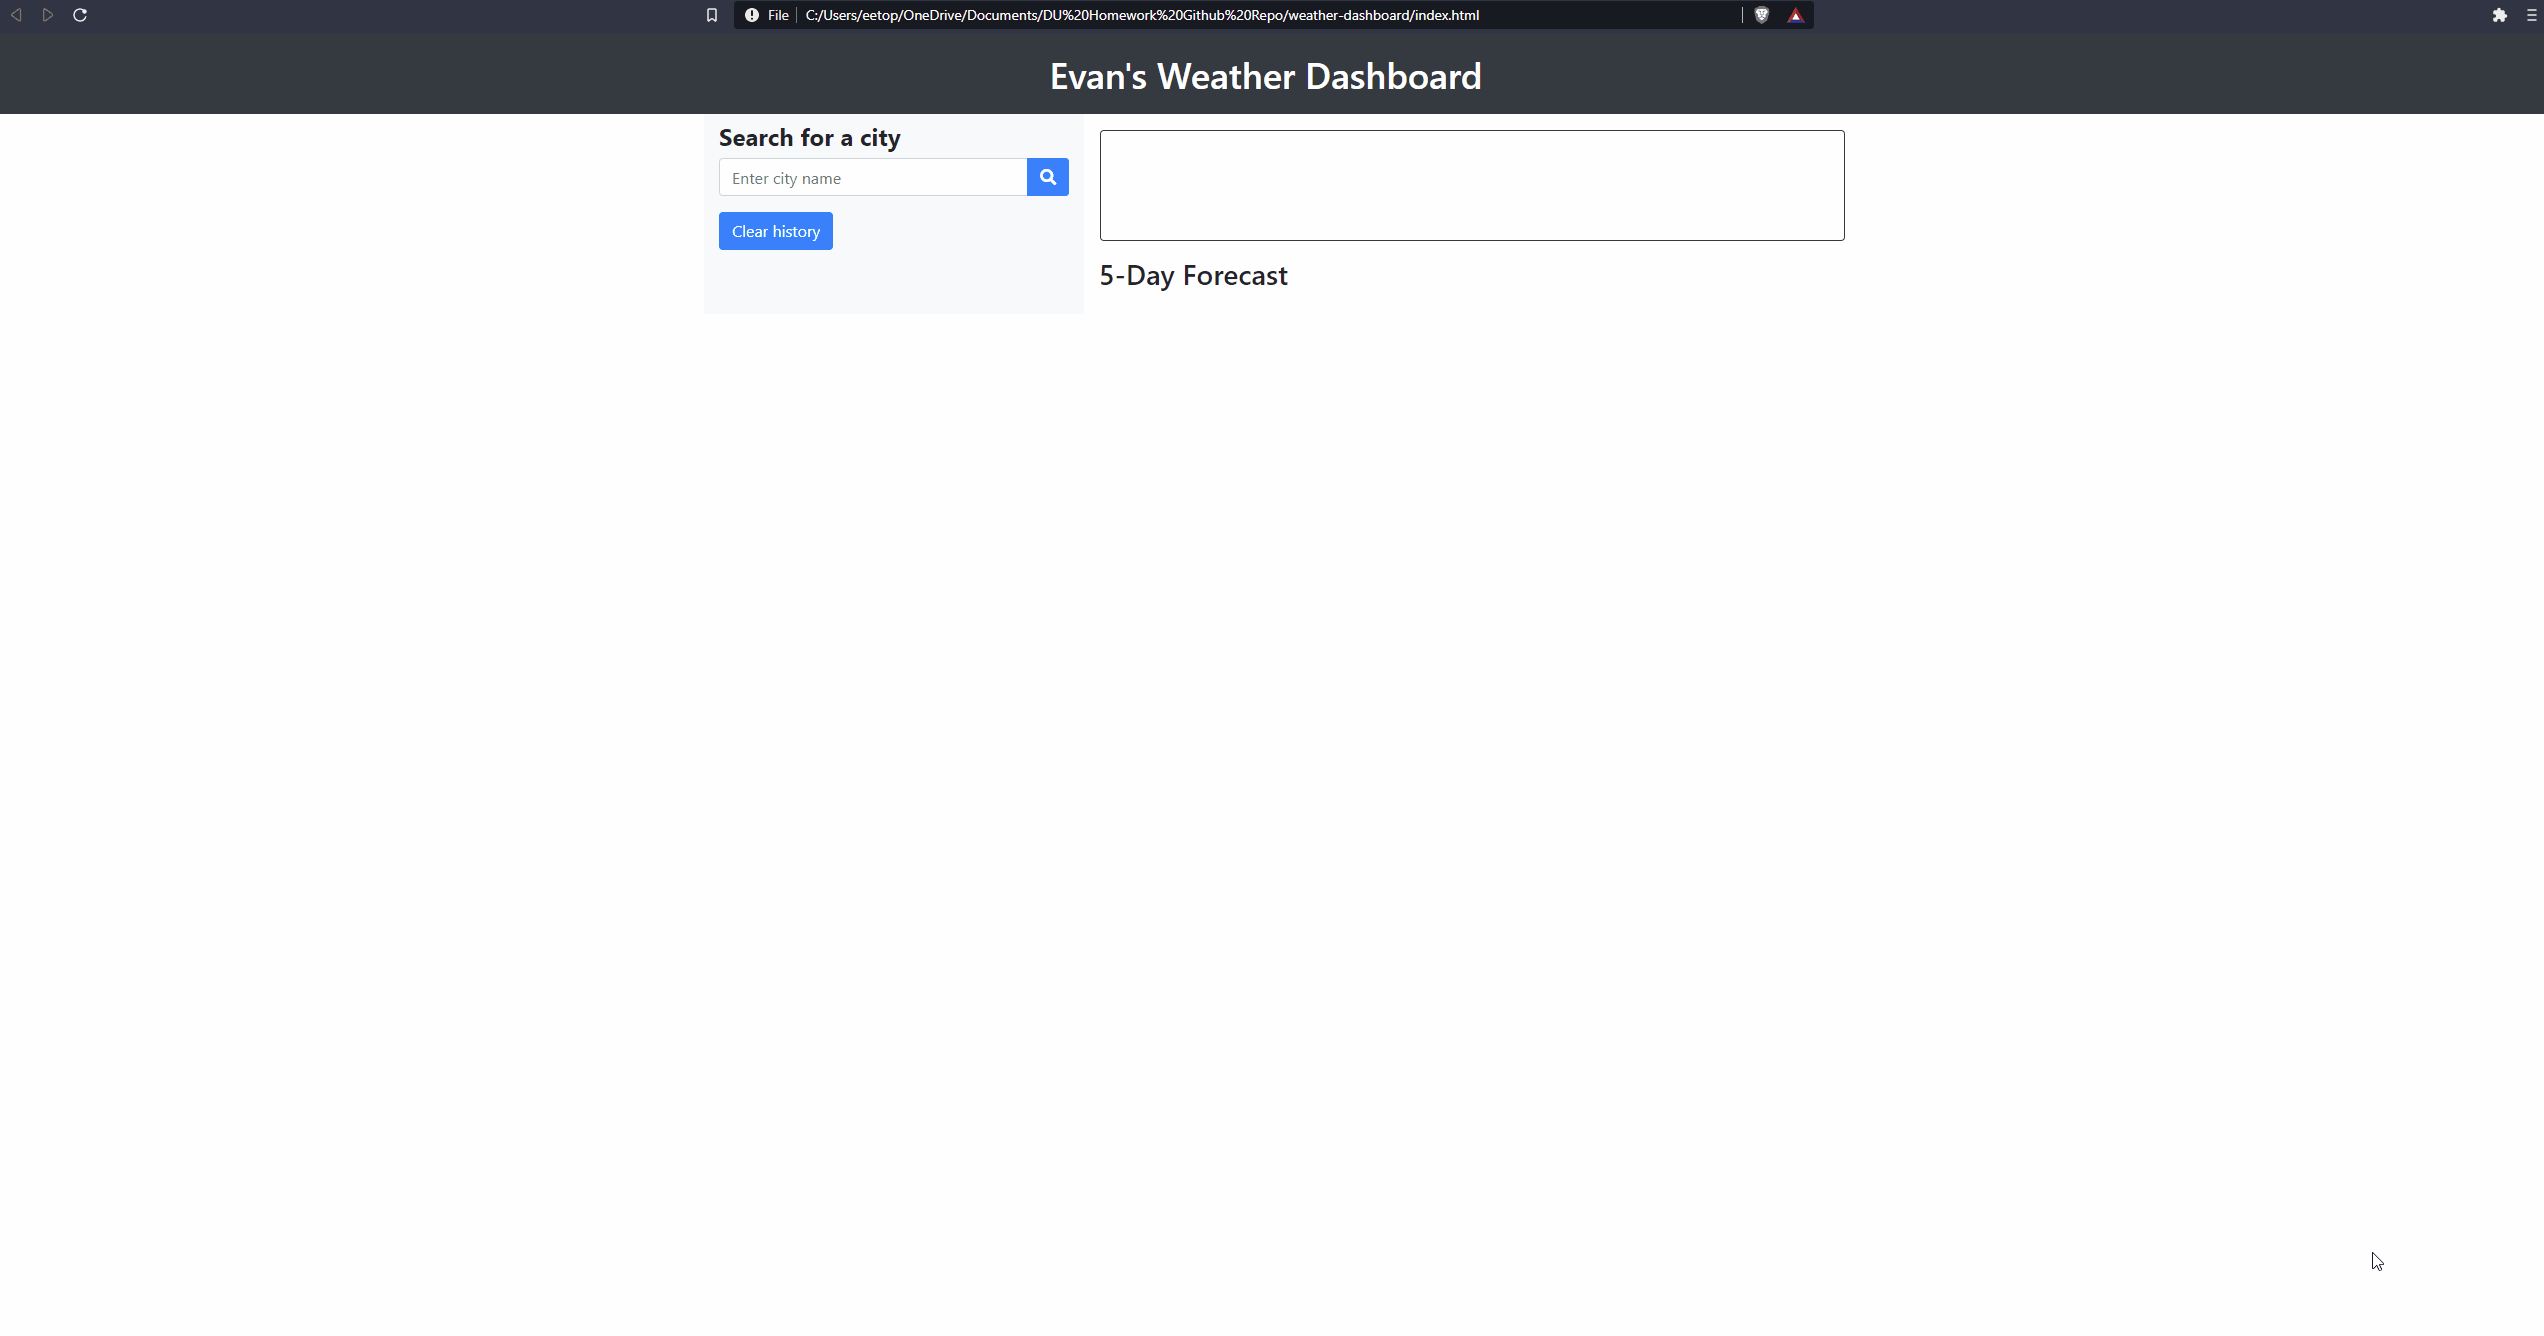 File C:/Users/eetop/OneDrive/Documents/DU%20Homework%20Github%20Repo/weather-dashboard/index.html
Evan's Weather Dashboard
Search for a city
Enter city name
Clear history
5-Day Forecast